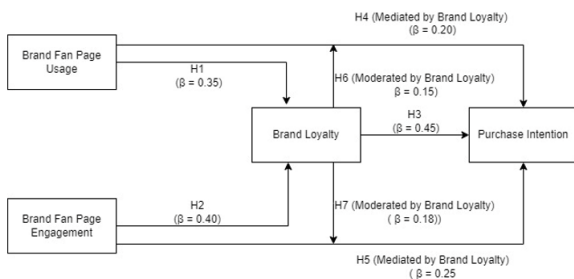 H4 (Mediated by Brand Loyalty)
(β = 0.20)
Brand Fan Page
Usage
H1
(β = 0.35)
H6 (Moderated by Brand Loyalty)
β = 0.15)
H3
(β = 0.45)
Brand Loyalty
Purchase Intention
H2
(β = 0.40)
H7 (Moderated by Brand Loyalty)
( β = 0.18))
Brand Fan Page
Engagement
H5 (Mediated by Brand Loyalty)
( β = 0.25